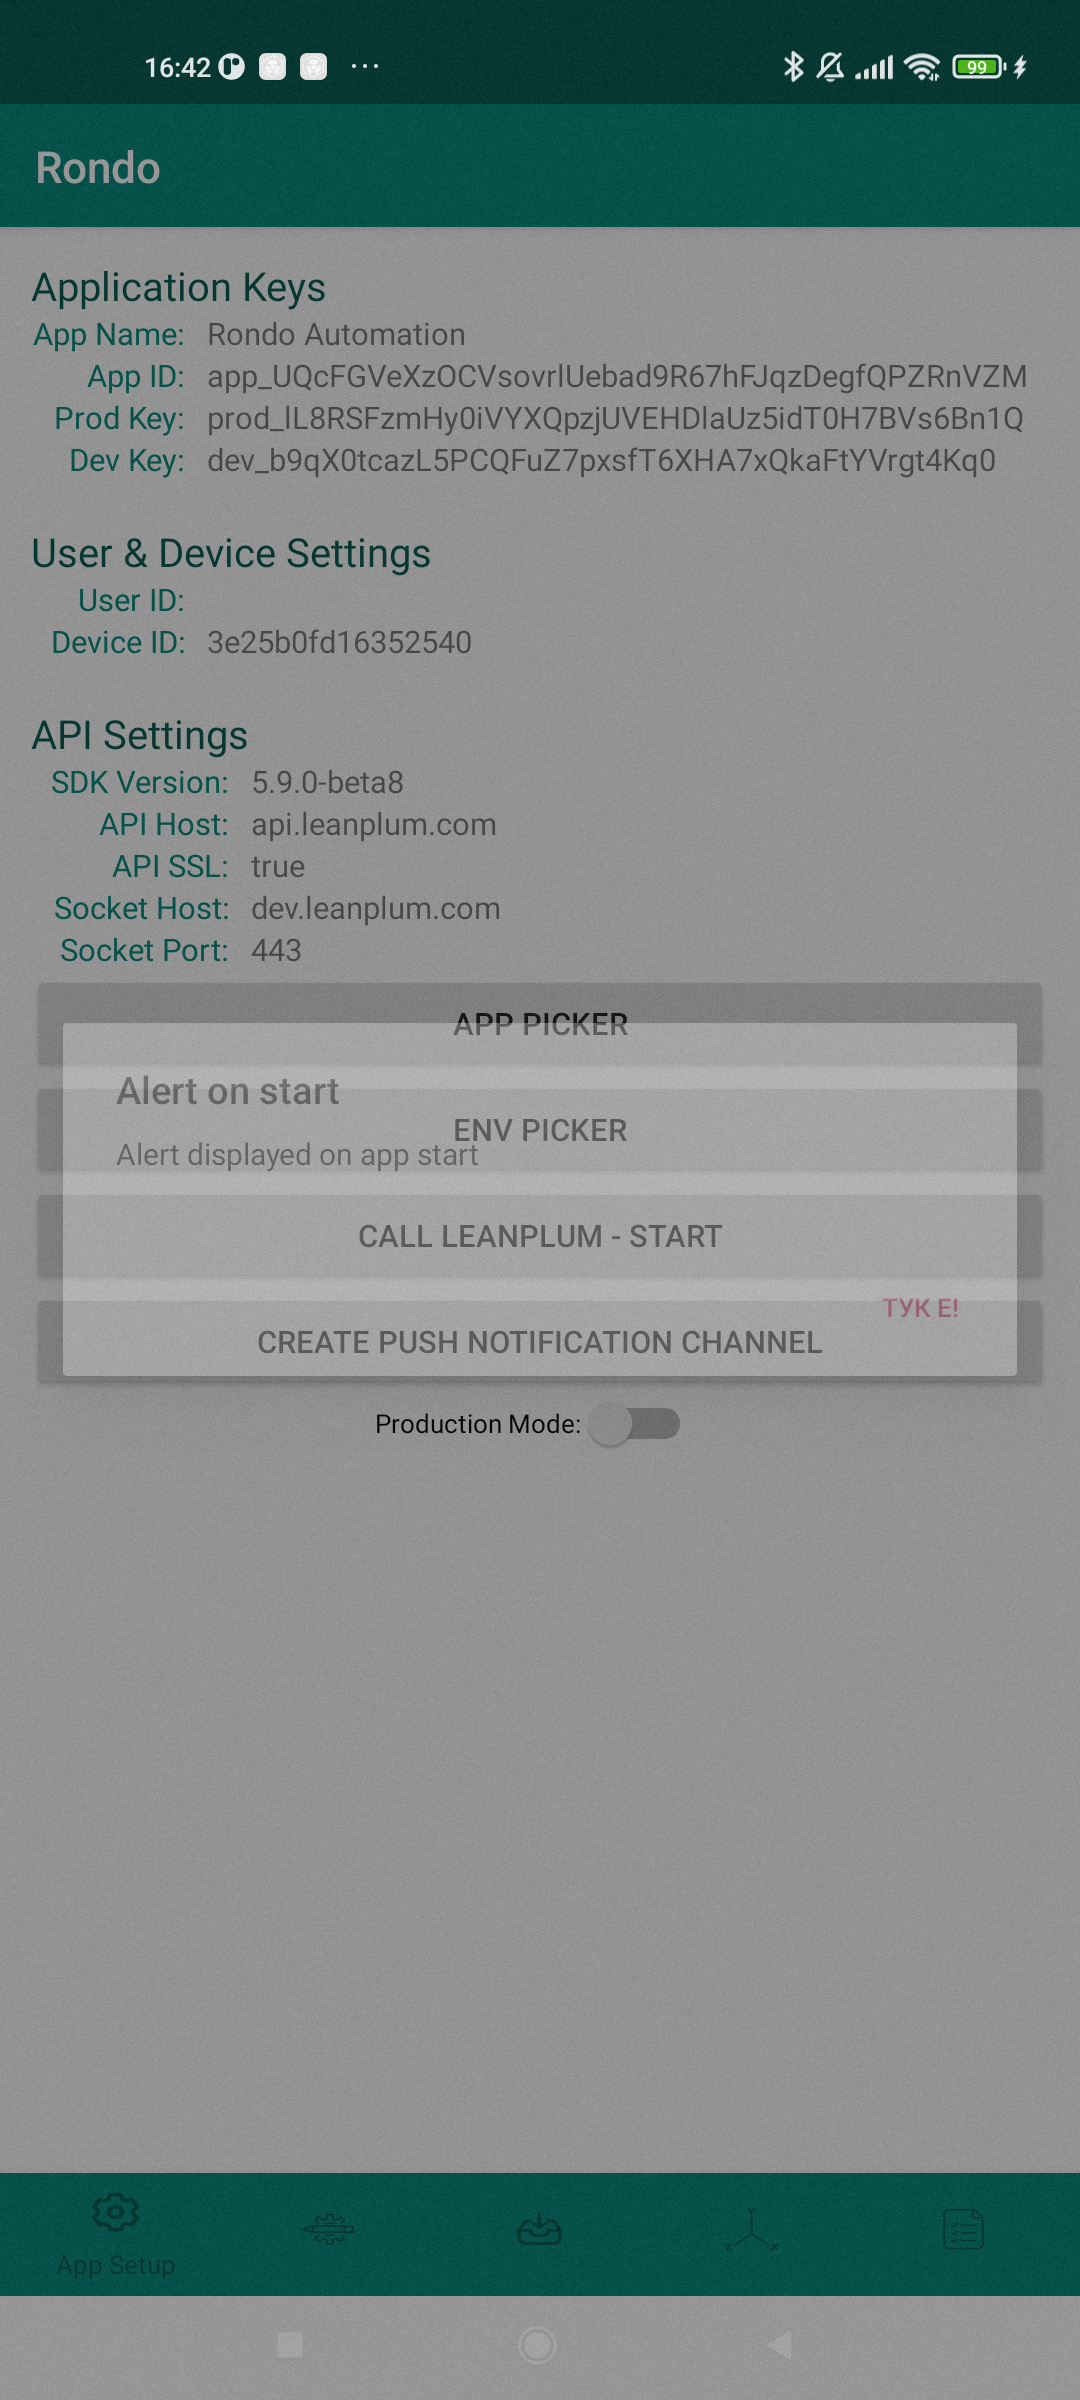 16:42
99
Rondo
Application Keys
App Name: Rondo Automation
App ID: app_UQcFGVeXzOCVsovrlUebad9R67hFJqzDegfQPZRnVZM
Prod Key: prod_lL8RSFzmHy0iVYXQpzjUVEHDlaUz5idT0H7BVs6Bn1Q
Dev Key: dev_b9qX0tcazL5PCQFuZ7pxsfT6XHA7xQkaFtYVrgt4Kq0
User & Device Settings
User ID:
Device ID: 3e25b0fd16352540
API Settings
SDK Version: 5.9.0-beta8
API Host: api.leanplum.com
API SSL: true
Socket Host: dev.leanplum.com
Socket Port: 443
APP PICKER
Alert on start
ENV PICKER
Alert displayed on app start
CALL LEANPLUM - START
ТУК Е!
CREATE PUSH NOTIFICATION CHANNEL
Production Mode:
Y
Z X
App Setup